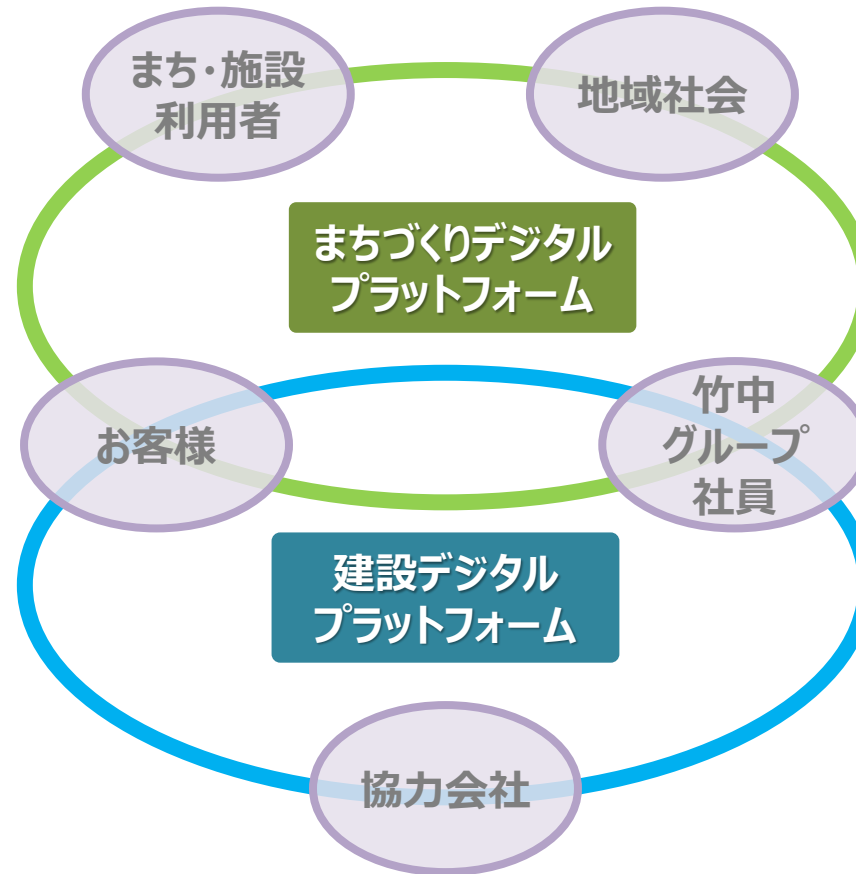 まち・施設
利用者
地域社会
まちづくりデジタル
プラットフォーム
お客様
竹中
グループ
社員
建設デジタル
プラットフォーム
協力会社